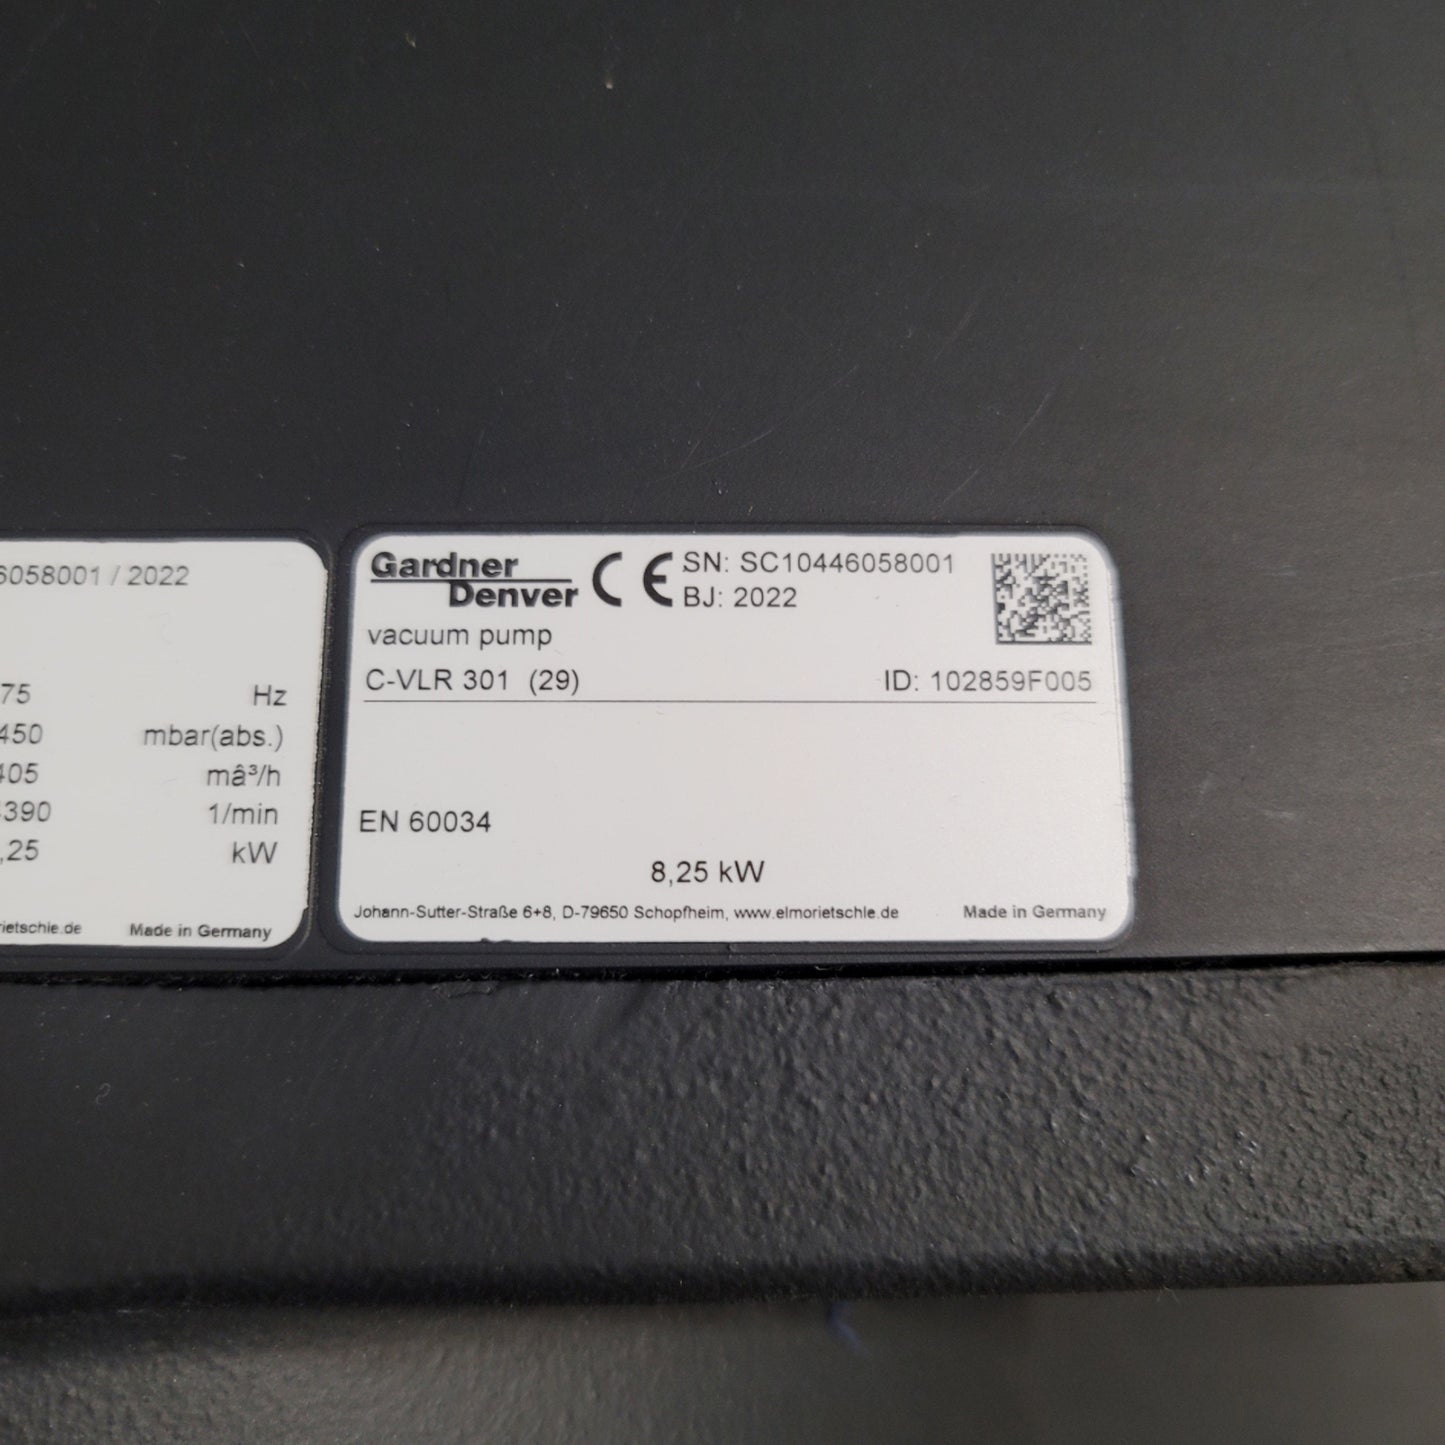 6058001 / 2022
75 Hz
450 mbar(abs.)
405 mâ³/h
390 1/min
,25 kW
rietschle.de Made in Germany
Gardner
Denver
CE
SN: SC10446058001
BJ: 2022
vacuum pump
C-VLR 301 (29) ID: 102859F005
EN 60034
8,25 kW
Johann-Sutter-Straße 6+8, D-79650 Schopfheim, www.elmorietschle.de Made in Germany